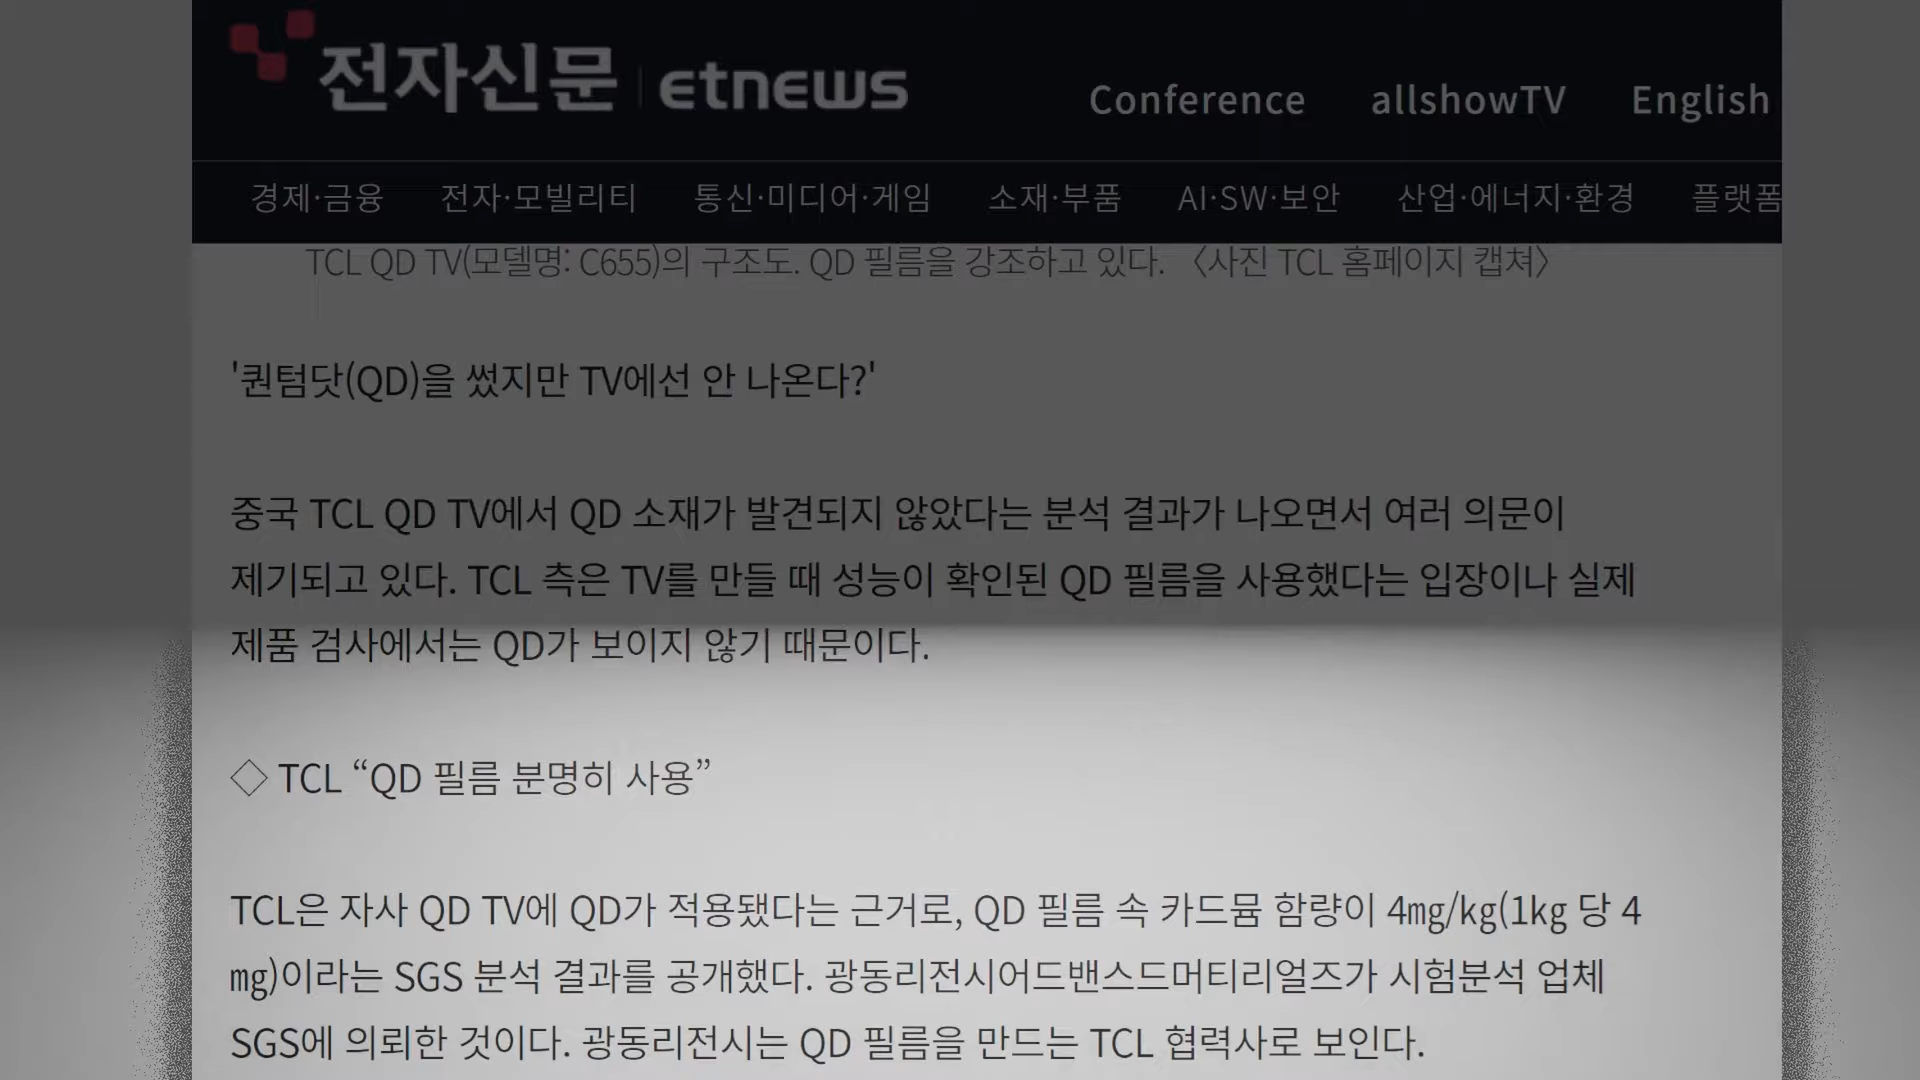 전자신문 | etnews
Conference allshowTV English
경제·금융 전자·모빌리티 통신·미디어·게임 소재·부품 AI·SW·보안 산업·에너지·환경 플랫폼
TCL QD TV(모델명: C655)의 구조도. QD 필름을 강조하고 있다. 〈사진 TCL 홈페이지 캡쳐〉
'퀀텀닷(QD)을 썼지만 TV에선 안 나온다?'
중국 TCL QD TV에서 QD 소재가 발견되지 않았다는 분석 결과가 나오면서 여러 의문이
제기되고 있다. TCL 측은 TV를 만들 때 성능이 확인된 QD 필름을 사용했다는 입장이나 실제
제품 검사에서는 QD가 보이지 않기 때문이다.
◇ TCL “QD 필름 분명히 사용”
TCL은 자사 QD TV에 QD가 적용됐다는 근거로, QD 필름 속 카드뮴 함량이 4㎎/kg(1kg 당 4
㎎)이라는 SGS 분석 결과를 공개했다. 광동리전시어드밴스드머티리얼즈가 시험분석 업체
SGS에 의뢰한 것이다. 광동리전시는 QD 필름을 만드는 TCL 협력사로 보인다.